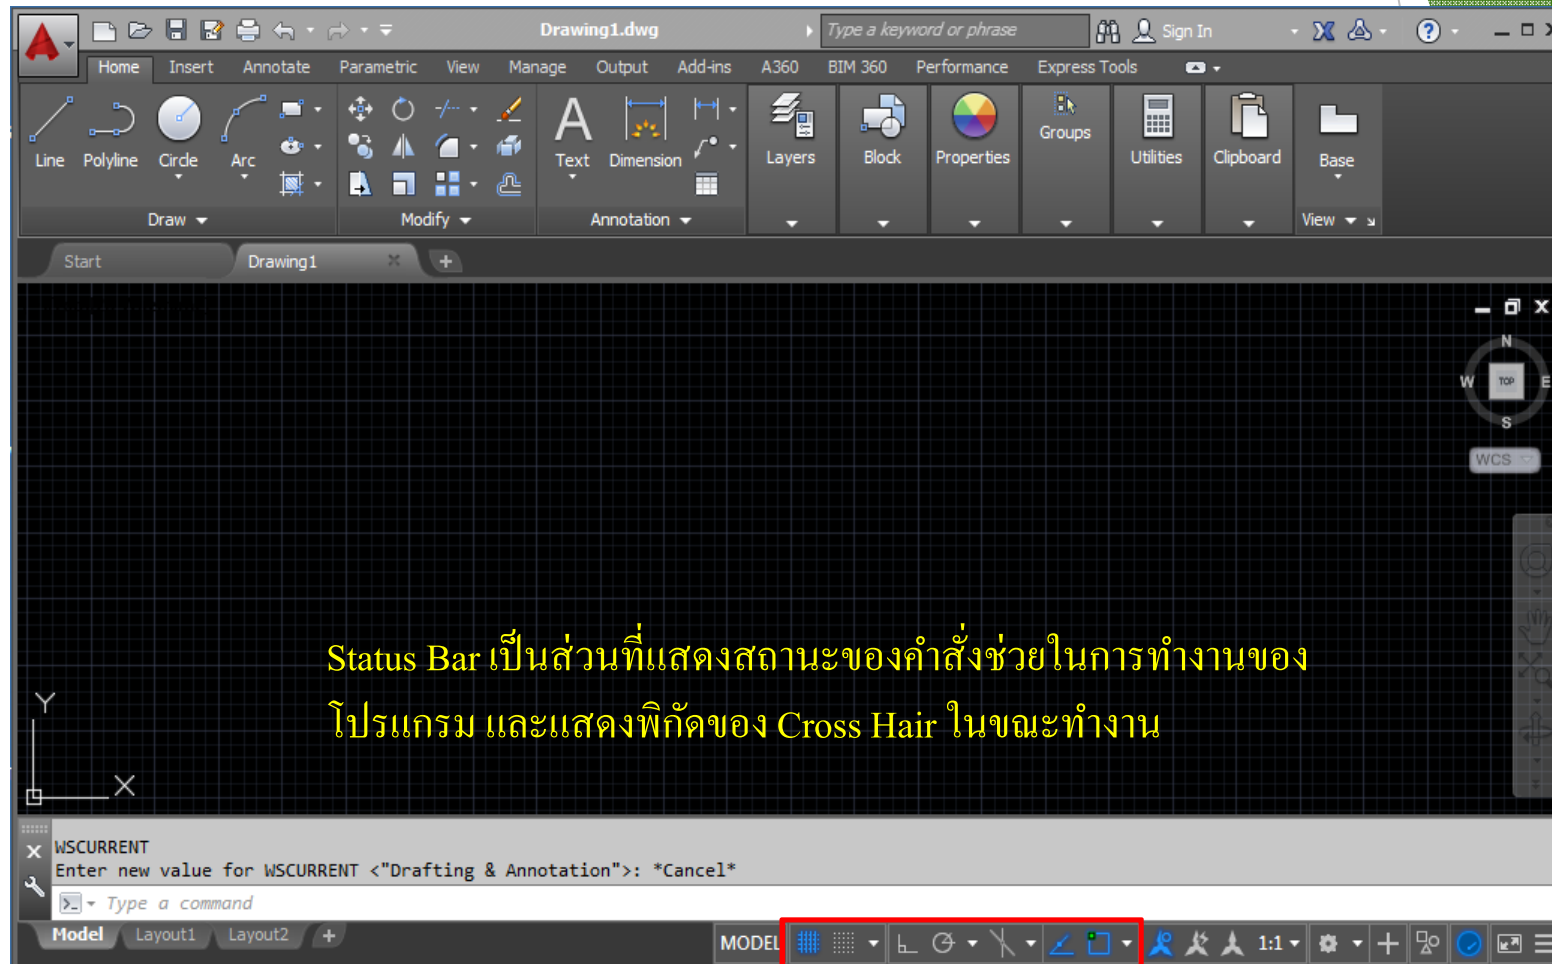 Drawing1.dwg
Type a keyword or phrase
Sign In
Home Insert Annotate Parametric View Manage Output Add-ins A360 BIM 360 Performance Express Tools
Line Polyline Circle Arc
Text Dimension
Layers Block Properties Groups Utilities Clipboard Base
Draw Modify Annotation View
Start Drawing1
N
W TOP E
S
WCS
Status Bar เป็นส่วนที่แสดงสถานะของคำสั่งช่วยในการทำงานของ
โปรแกรม และแสดงพิกัดของ Cross Hair ในขณะทำงาน
Y
X
WSCURRENT
Enter new value for WSCURRENT <"Drafting & Annotation">: *Cancel*
Type a command
Model Layout1 Layout2 +
MODEL 1:1